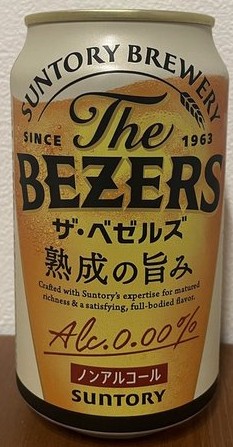 SUNTORY BREWERY
The
SINCE 1963
BEZERS
ザ・ベゼルズ
熟成の旨み
Crafted with Suntory's expertise for matured
richness & a satisfying, full-bodied flavor.
Alc.0.00%
ノンアルコール
SUNTORY